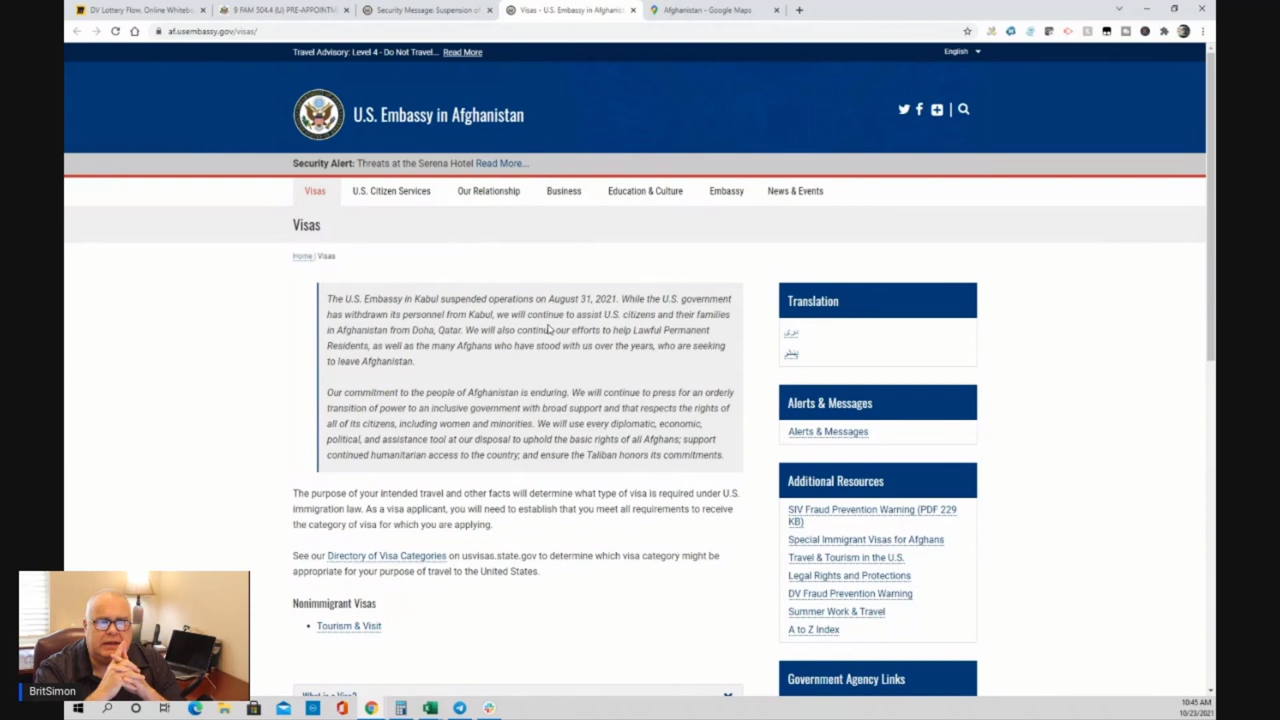 DV Lottery Flow, Online Whitebo
9 FAM 504.4 (U) PRE-APPOINTM
Security Message: Suspension of
Visas - U.S. Embassy in Afghanis
Afghanistan - Google Maps
af.usembassy.gov/visas/
Travel Advisory: Level 4 - Do Not Travel... Read More
English
U.S. Embassy in Afghanistan
Security Alert: Threats at the Serena Hotel Read More...
Visas U.S. Citizen Services Our Relationship Business Education & Culture Embassy News & Events
Visas
Home | Visas
The U.S. Embassy in Kabul suspended operations on August 31, 2021. While the U.S. government
has withdrawn its personnel from Kabul, we will continue to assist U.S. citizens and their families
in Afghanistan from Doha, Qatar. We will also continue our efforts to help Lawful Permanent
Residents, as well as the many Afghans who have stood with us over the years, who are seeking
to leave Afghanistan.
Our commitment to the people of Afghanistan is enduring. We will continue to press for an orderly
transition of power to an inclusive government with broad support and that respects the rights of
all of its citizens, including women and minorities. We will use every diplomatic, economic,
political, and assistance tool at our disposal to uphold the basic rights of all Afghans; support
continued humanitarian access to the country; and ensure the Taliban honors its commitments.
The purpose of your intended travel and other facts will determine what type of visa is required under U.S.
immigration law. As a visa applicant, you will need to establish that you meet all requirements to receive
the category of visa for which you are applying.
See our Directory of Visa Categories on usvisas.state.gov to determine which visa category might be
appropriate for your purpose of travel to the United States.
Nonimmigrant Visas
• Tourism & Visit
What is a Visa?
Translation
دری
پښتو
Alerts & Messages
Alerts & Messages
Additional Resources
SIV Fraud Prevention Warning (PDF 229
KB)
Special Immigrant Visas for Afghans
Travel & Tourism in the U.S.
Legal Rights and Protections
DV Fraud Prevention Warning
Summer Work & Travel
A to Z Index
Government Agency Links
BritSimon
10:45 AM
10/23/2021